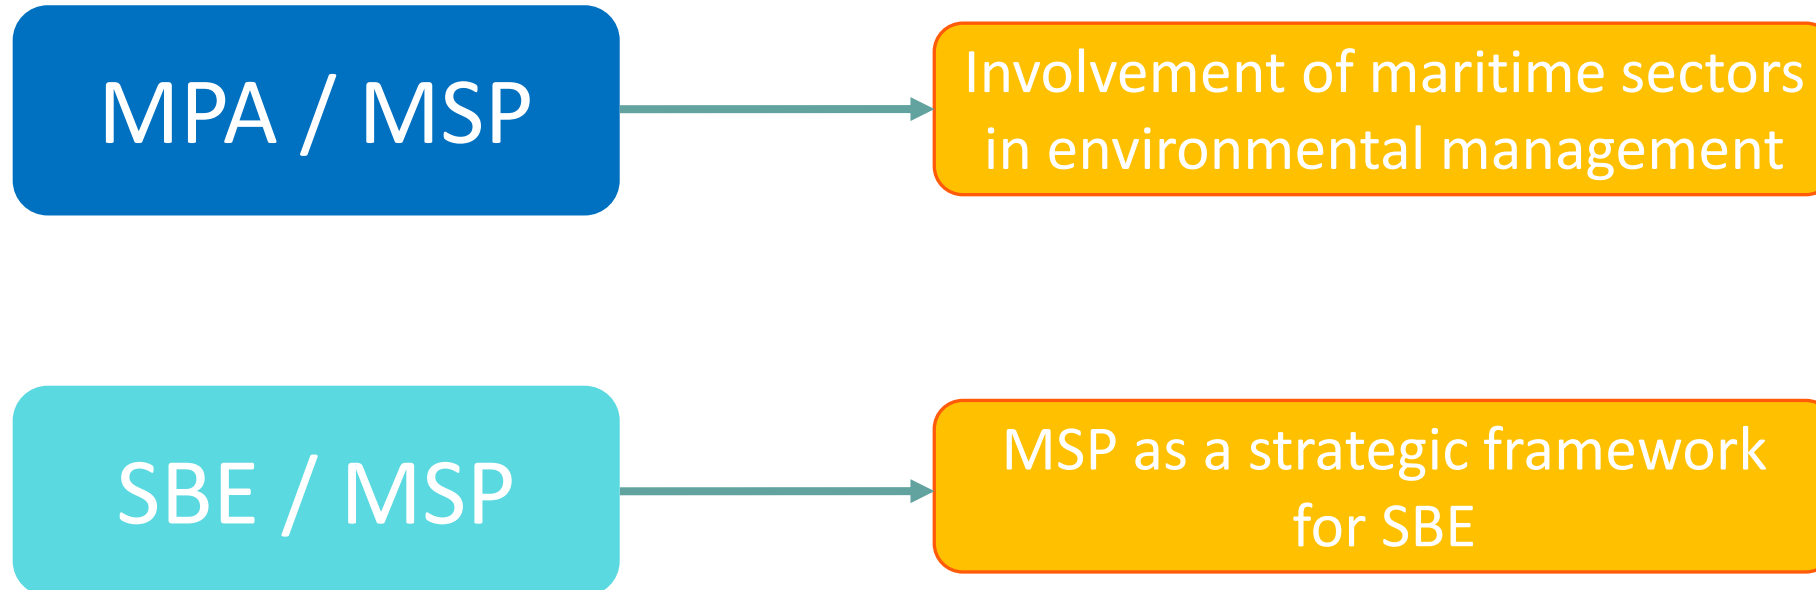 MPA / MSP
Involvement of maritime sectors
in environmental management
SBE / MSP
MSP as a strategic framework
for SBE